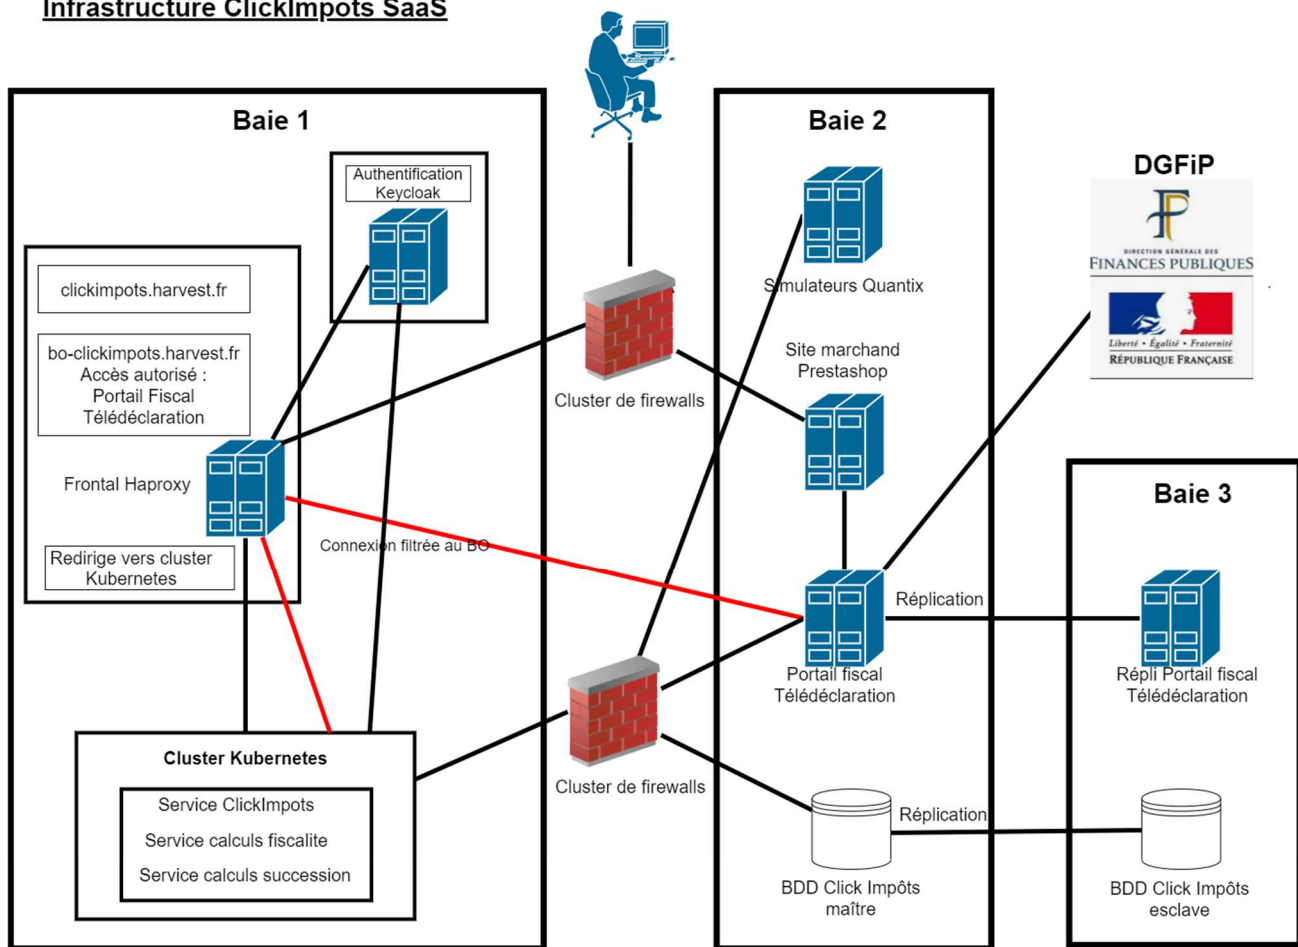 Infrastructure ClickImpots SaaS
Baie 1
Authentification
Keycloak
clickimpots.harvest.fr
bo-clickimpots.harvest.fr
Accès autorisé :
Portail Fiscal
Télédéclaration
Frontal Haproxy
Redirige vers cluster
Kubernetes
Connexion filtrée au BO
Cluster Kubernetes
Service ClickImpots
Service calculs fiscalite
Service calculs succession
Cluster de firewalls
Cluster de firewalls
Baie 2
Simulateurs Quantix
Site marchand
Prestashop
Portail fiscal
Télédéclaration
BDD Click Impôts
maître
Réplication
Réplication
DGFiP
DIRECTION GÉNÉRALE DES
FINANCES PUBLIQUES
Liberté • Égalité • Fraternité
RÉPUBLIQUE FRANÇAISE
Baie 3
Répli Portail fiscal
Télédéclaration
BDD Click Impôts
esclave